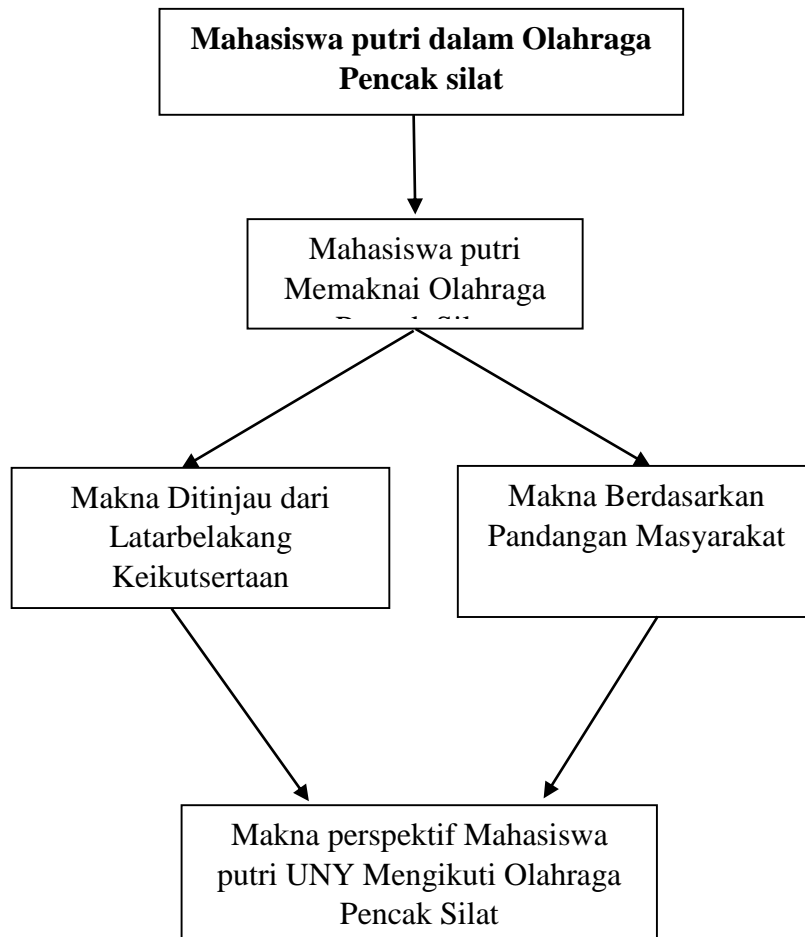 Mahasiswa putri dalam Olahraga
Pencak silat
Mahasiswa putri
Memaknai Olahraga
Makna Ditinjau dari
Latarbelakang
Keikutsertaan
Makna Berdasarkan
Pandangan Masyarakat
Makna perspektif Mahasiswa
putri UNY Mengikuti Olahraga
Pencak Silat